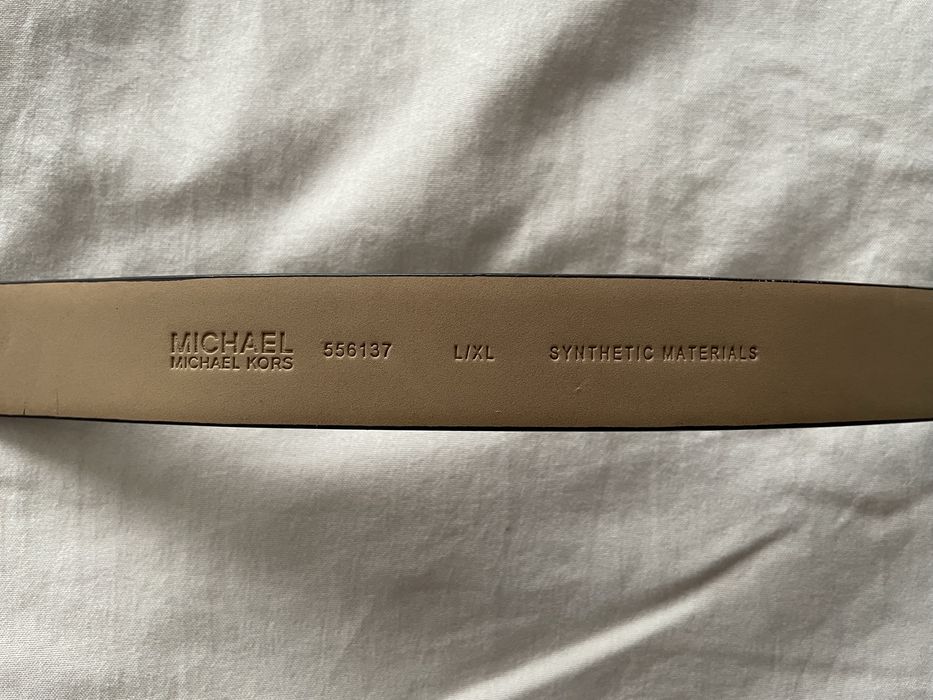 MICHAEL
MICHAEL KORS
556137
L/XL
SYNTHETIC MATERIALS